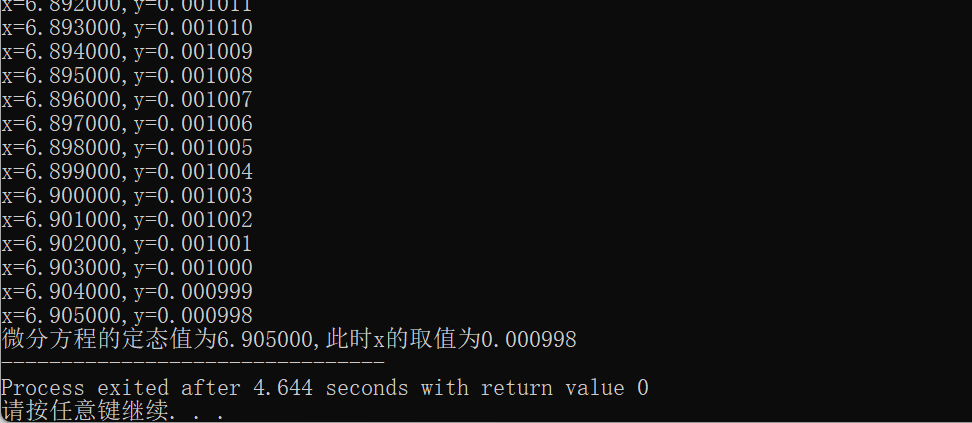 x=6.892000,y=0.001011
x=6.893000,y=0.001010
x=6.894000,y=0.001009
x=6.895000,y=0.001008
x=6.896000,y=0.001007
x=6.897000,y=0.001006
x=6.898000,y=0.001005
x=6.899000,y=0.001004
x=6.900000,y=0.001003
x=6.901000,y=0.001002
x=6.902000,y=0.001001
x=6.903000,y=0.001000
x=6.904000,y=0.000999
x=6.905000,y=0.000998
微分方程的定态值为6.905000,此时x的取值为0.000998
--------------------------------
Process exited after 4.644 seconds with return value 0
请按任意键继续. . .